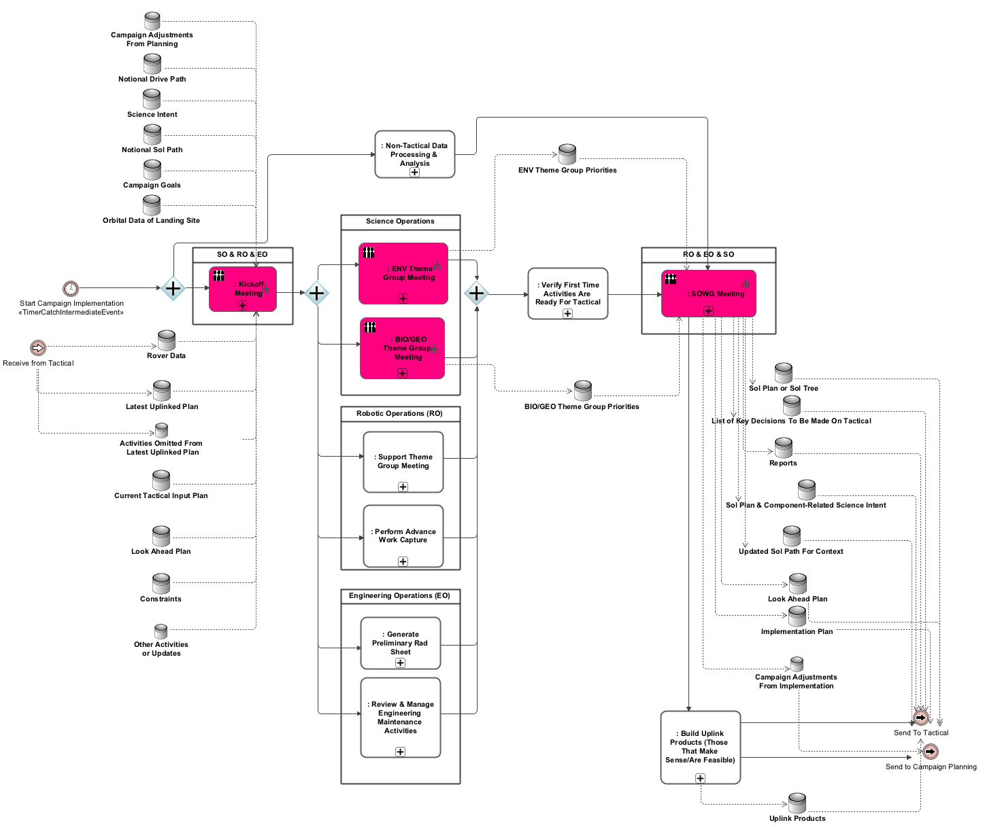 Campaign Adjustments
From Planning
Notional Drive Path
Science Intent
Notional Sol Path
Campaign Goals
Orbital Data of Landing Site
: Non-Tactical Data
Processing &
Analysis
ENV Theme Group Priorities
Science Operations
SO & RO & EO
: Kickoff
Meeting
: ENV Theme
Group Meeting
: BIO/GEO
Theme Group
Meeting
: Verify First Time
Activities Are
Ready For Tactical
RO & EO & SO
: SOWG Meeting
Start Campaign Implementation
«TimerCatchIntermediateEvent»
Receive from Tactical
Rover Data
Latest Uplinked Plan
Activities Omitted From
Latest Uplinked Plan
Current Tactical Input Plan
Look Ahead Plan
Constraints
Other Activities
or Updates
BIO/GEO Theme Group Priorities
Robotic Operations (RO)
: Support Theme
Group Meeting
: Perform Advance
Work Capture
Engineering Operations (EO)
: Generate
Preliminary Rad
Sheet
: Review & Manage
Engineering
Maintenance
Activities
Sol Plan or Sol Tree
List of Key Decisions To Be Made On Tactical
Reports
Sol Plan & Component-Related Science Intent
Updated Sol Path For Context
Look Ahead Plan
Implementation Plan
Campaign Adjustments
From Implementation
: Build Uplink
Products (Those
That Make
Sense/Are Feasible)
Send To Tactical
Send to Campaign Planning
Uplink Products